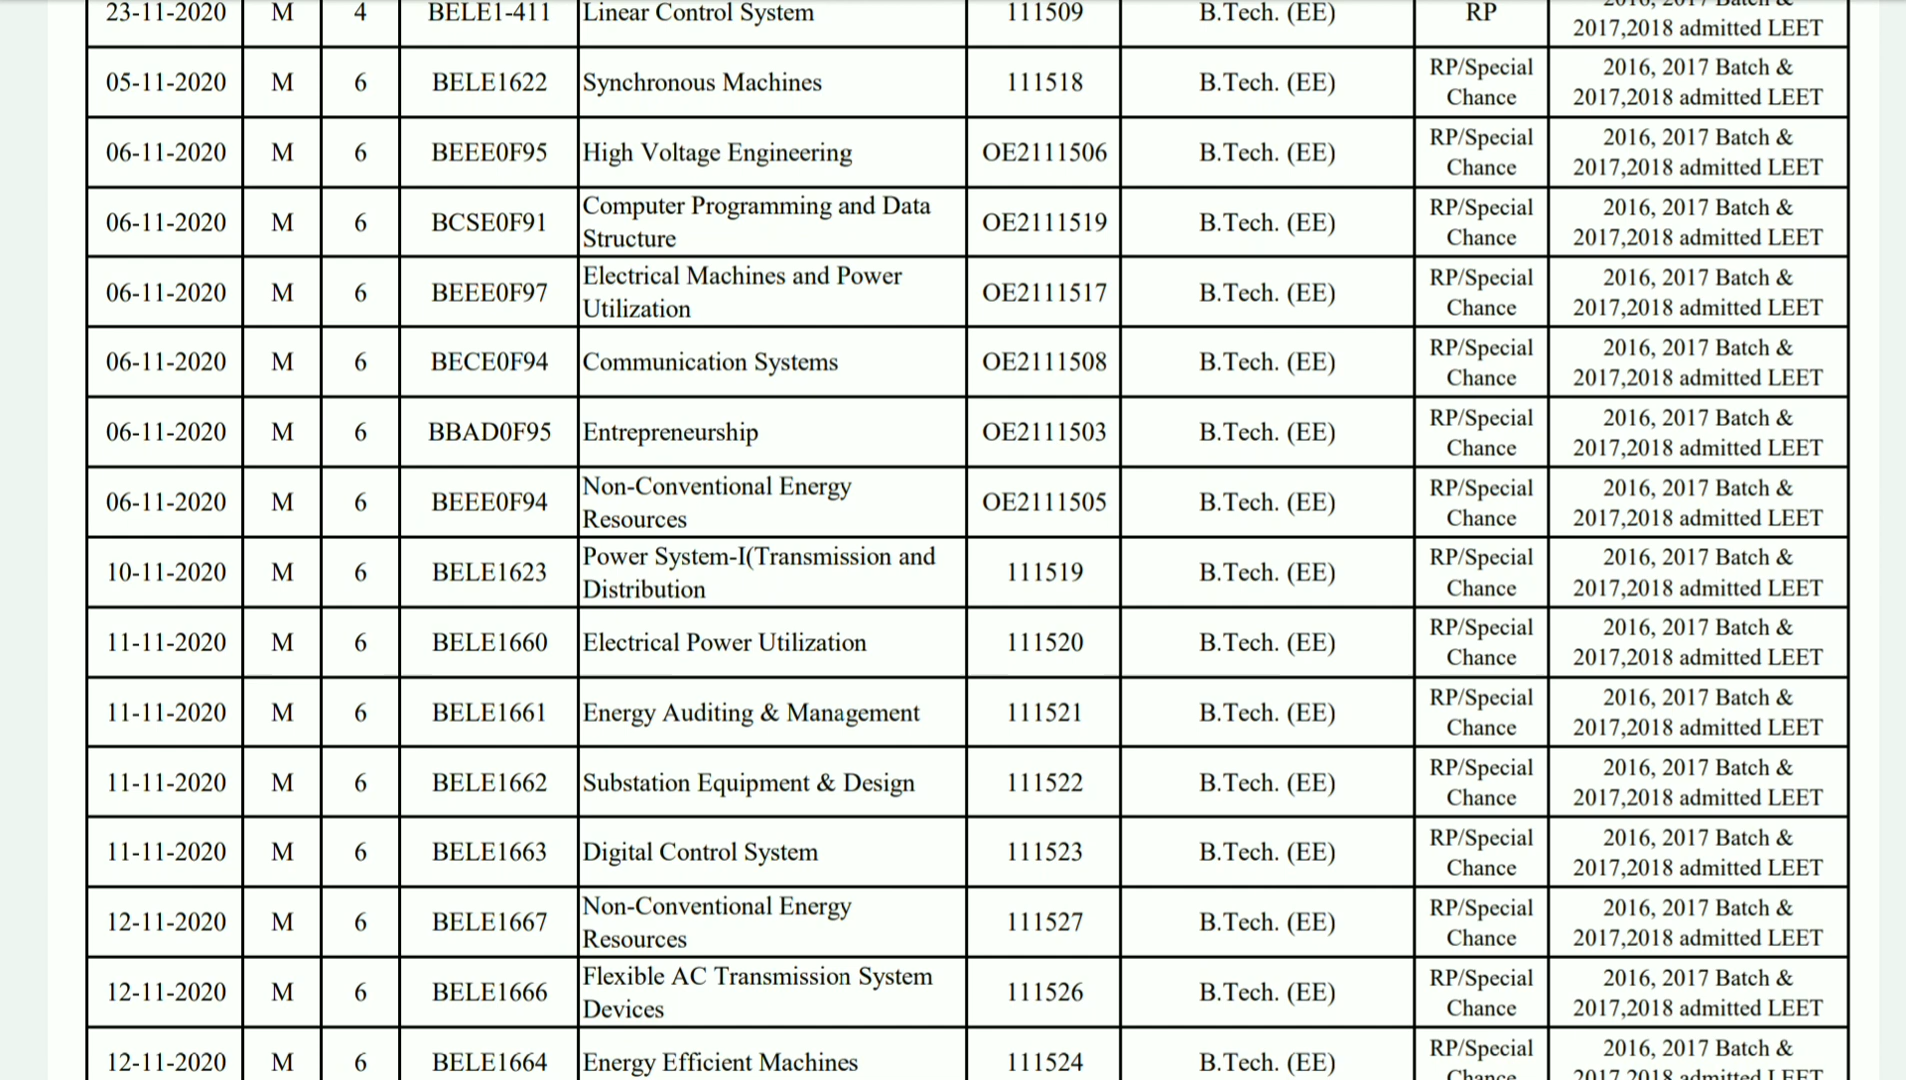 23-11-2020 M 4 BELE1-411 Linear Control System 111509 B.Tech. (EE) RP
2017,2018 admitted LEET
05-11-2020 M 6 BELE1622 Synchronous Machines 111518 B.Tech. (EE) RP/Special Chance 2016, 2017 Batch & 2017,2018 admitted LEET
06-11-2020 M 6 BEEE0F95 High Voltage Engineering OE2111506 B.Tech. (EE) RP/Special Chance 2016, 2017 Batch & 2017,2018 admitted LEET
06-11-2020 M 6 BCSE0F91 Computer Programming and Data Structure OE2111519 B.Tech. (EE) RP/Special Chance 2016, 2017 Batch & 2017,2018 admitted LEET
06-11-2020 M 6 BEEE0F97 Electrical Machines and Power Utilization OE2111517 B.Tech. (EE) RP/Special Chance 2016, 2017 Batch & 2017,2018 admitted LEET
06-11-2020 M 6 BECE0F94 Communication Systems OE2111508 B.Tech. (EE) RP/Special Chance 2016, 2017 Batch & 2017,2018 admitted LEET
06-11-2020 M 6 BBAD0F95 Entrepreneurship OE2111503 B.Tech. (EE) RP/Special Chance 2016, 2017 Batch & 2017,2018 admitted LEET
06-11-2020 M 6 BEEE0F94 Non-Conventional Energy Resources OE2111505 B.Tech. (EE) RP/Special Chance 2016, 2017 Batch & 2017,2018 admitted LEET
10-11-2020 M 6 BELE1623 Power System-I(Transmission and Distribution 111519 B.Tech. (EE) RP/Special Chance 2016, 2017 Batch & 2017,2018 admitted LEET
11-11-2020 M 6 BELE1660 Electrical Power Utilization 111520 B.Tech. (EE) RP/Special Chance 2016, 2017 Batch & 2017,2018 admitted LEET
11-11-2020 M 6 BELE1661 Energy Auditing & Management 111521 B.Tech. (EE) RP/Special Chance 2016, 2017 Batch & 2017,2018 admitted LEET
11-11-2020 M 6 BELE1662 Substation Equipment & Design 111522 B.Tech. (EE) RP/Special Chance 2016, 2017 Batch & 2017,2018 admitted LEET
11-11-2020 M 6 BELE1663 Digital Control System 111523 B.Tech. (EE) RP/Special Chance 2016, 2017 Batch & 2017,2018 admitted LEET
12-11-2020 M 6 BELE1667 Non-Conventional Energy Resources 111527 B.Tech. (EE) RP/Special Chance 2016, 2017 Batch & 2017,2018 admitted LEET
12-11-2020 M 6 BELE1666 Flexible AC Transmission System Devices 111526 B.Tech. (EE) RP/Special Chance 2016, 2017 Batch & 2017,2018 admitted LEET
12-11-2020 M 6 BELE1664 Energy Efficient Machines 111524 B.Tech. (EE) RP/Special 2016, 2017 Batch &